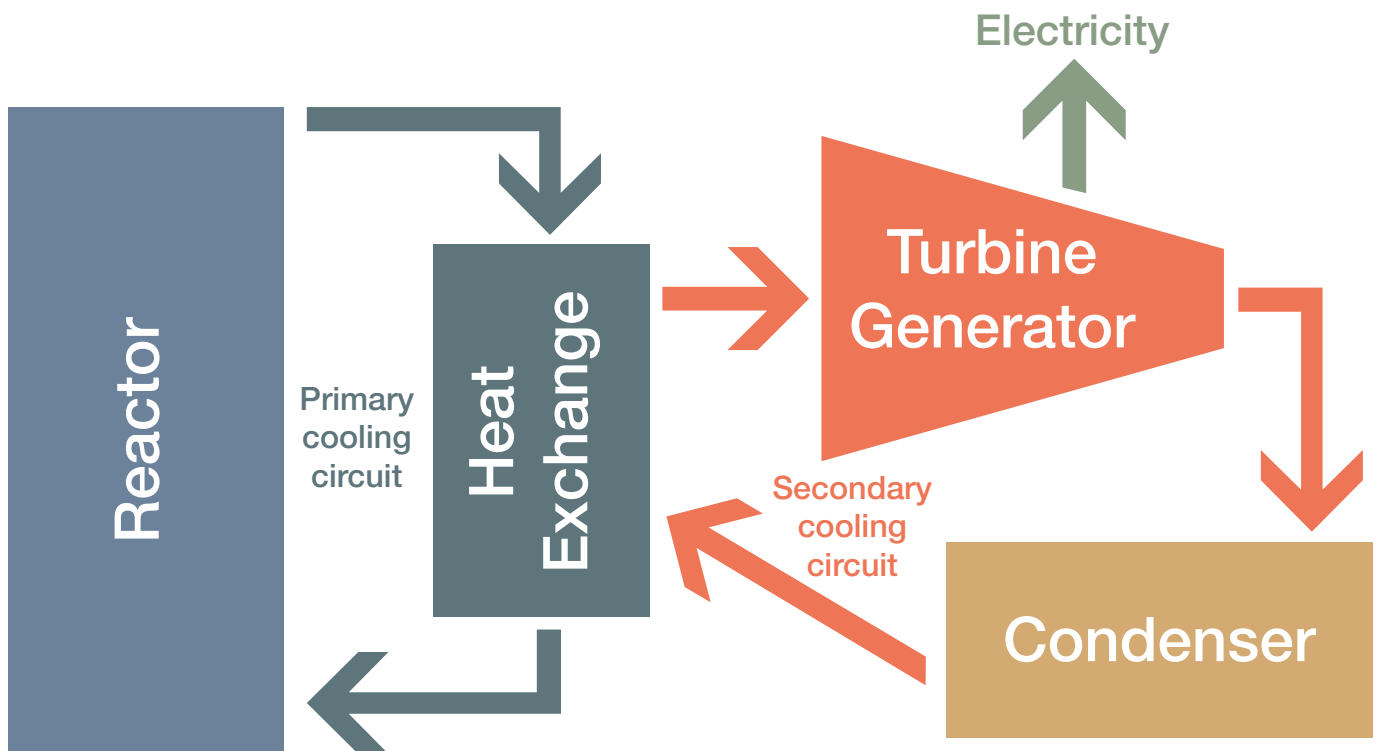 Electricity
Reactor
Primary
cooling
circuit
Heat
Exchange
Turbine
Generator
Secondary
cooling
circuit
Condenser